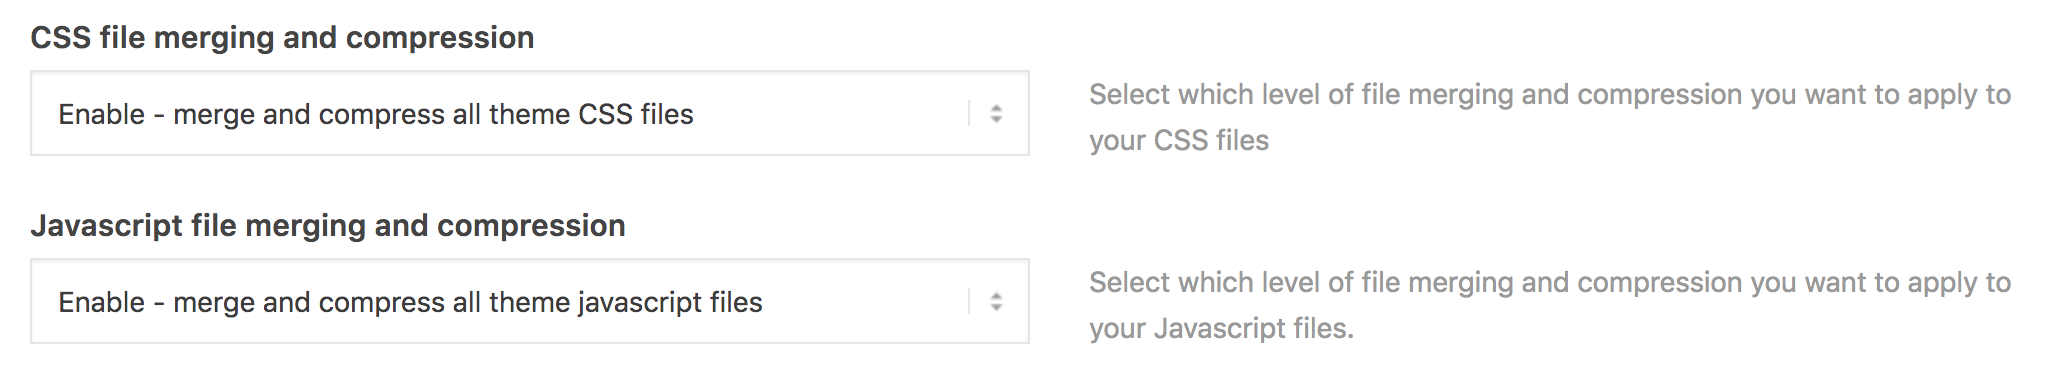 CSS file merging and compression
Enable - merge and compress all theme CSS files
Select which level of file merging and compression you want to apply to
your CSS files
Javascript file merging and compression
Enable - merge and compress all theme javascript files
Select which level of file merging and compression you want to apply to
your Javascript files.